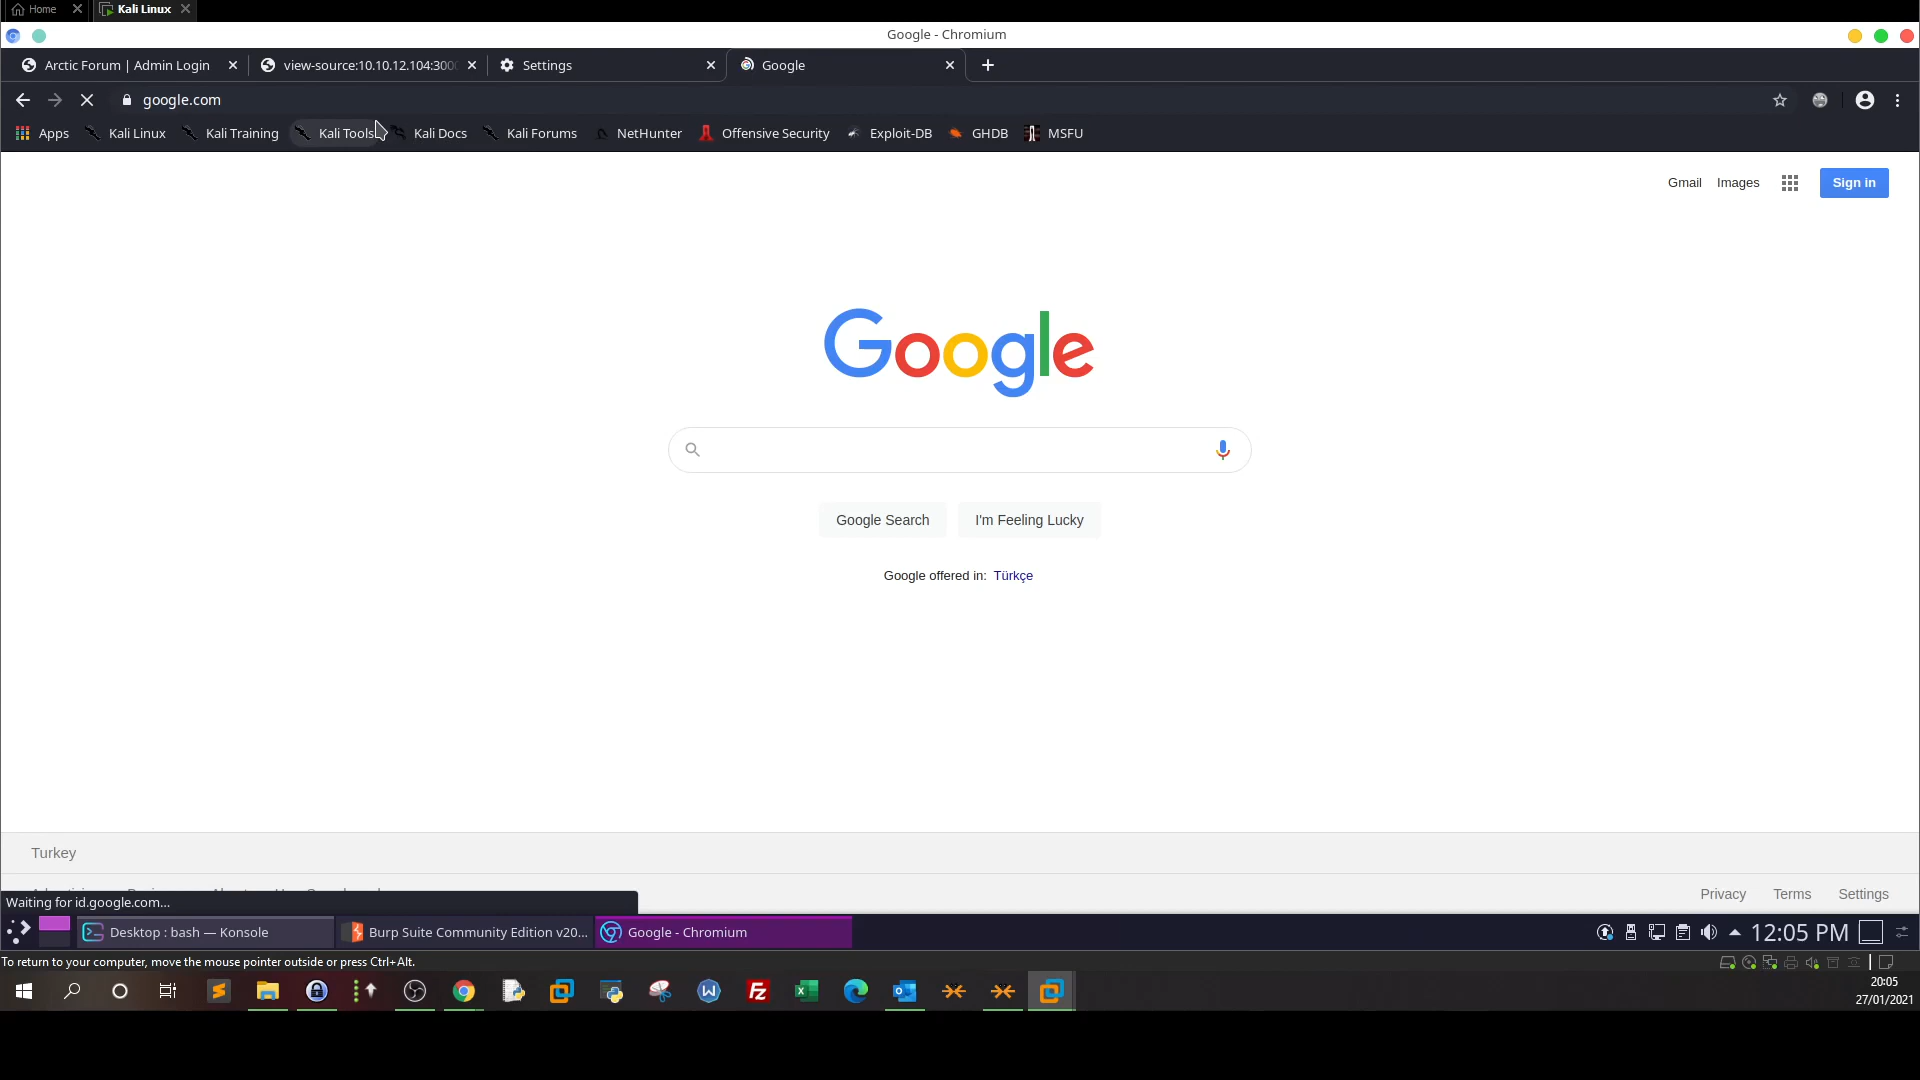 Home
Kali Linux
Google - Chromium
Arctic Forum | Admin Login
view-source:10.10.12.104:3000
Settings
Google
google.com
Apps Kali Linux Kali Training Kali Tools Kali Docs Kali Forums NetHunter Offensive Security Exploit-DB GHDB MSFU
Gmail Images Sign in
Google
Google Search I'm Feeling Lucky
Google offered in: Türkçe
Turkey
Privacy Terms Settings
Waiting for id.google.com...
Desktop : bash — Konsole
Burp Suite Community Edition v20...
Google - Chromium
12:05 PM
To return to your computer, move the mouse pointer outside or press Ctrl+Alt.
20:05
27/01/2021